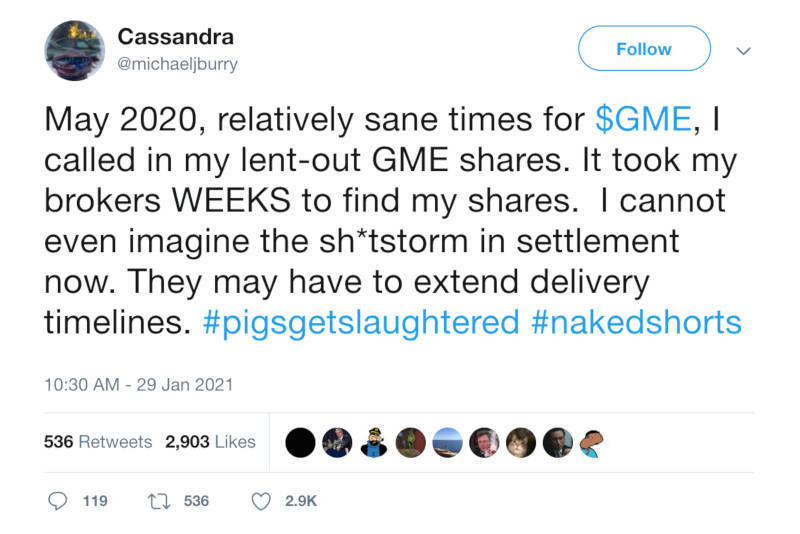 Cassandra
@michaeljburry
Follow
May 2020, relatively sane times for $GME, I
called in my lent-out GME shares. It took my
brokers WEEKS to find my shares.  I cannot
even imagine the sh*tstorm in settlement
now. They may have to extend delivery
timelines. #pigsgetslaughtered #nakedshorts
10:30 AM - 29 Jan 2021
536 Retweets 2,903 Likes
119 536 2.9K